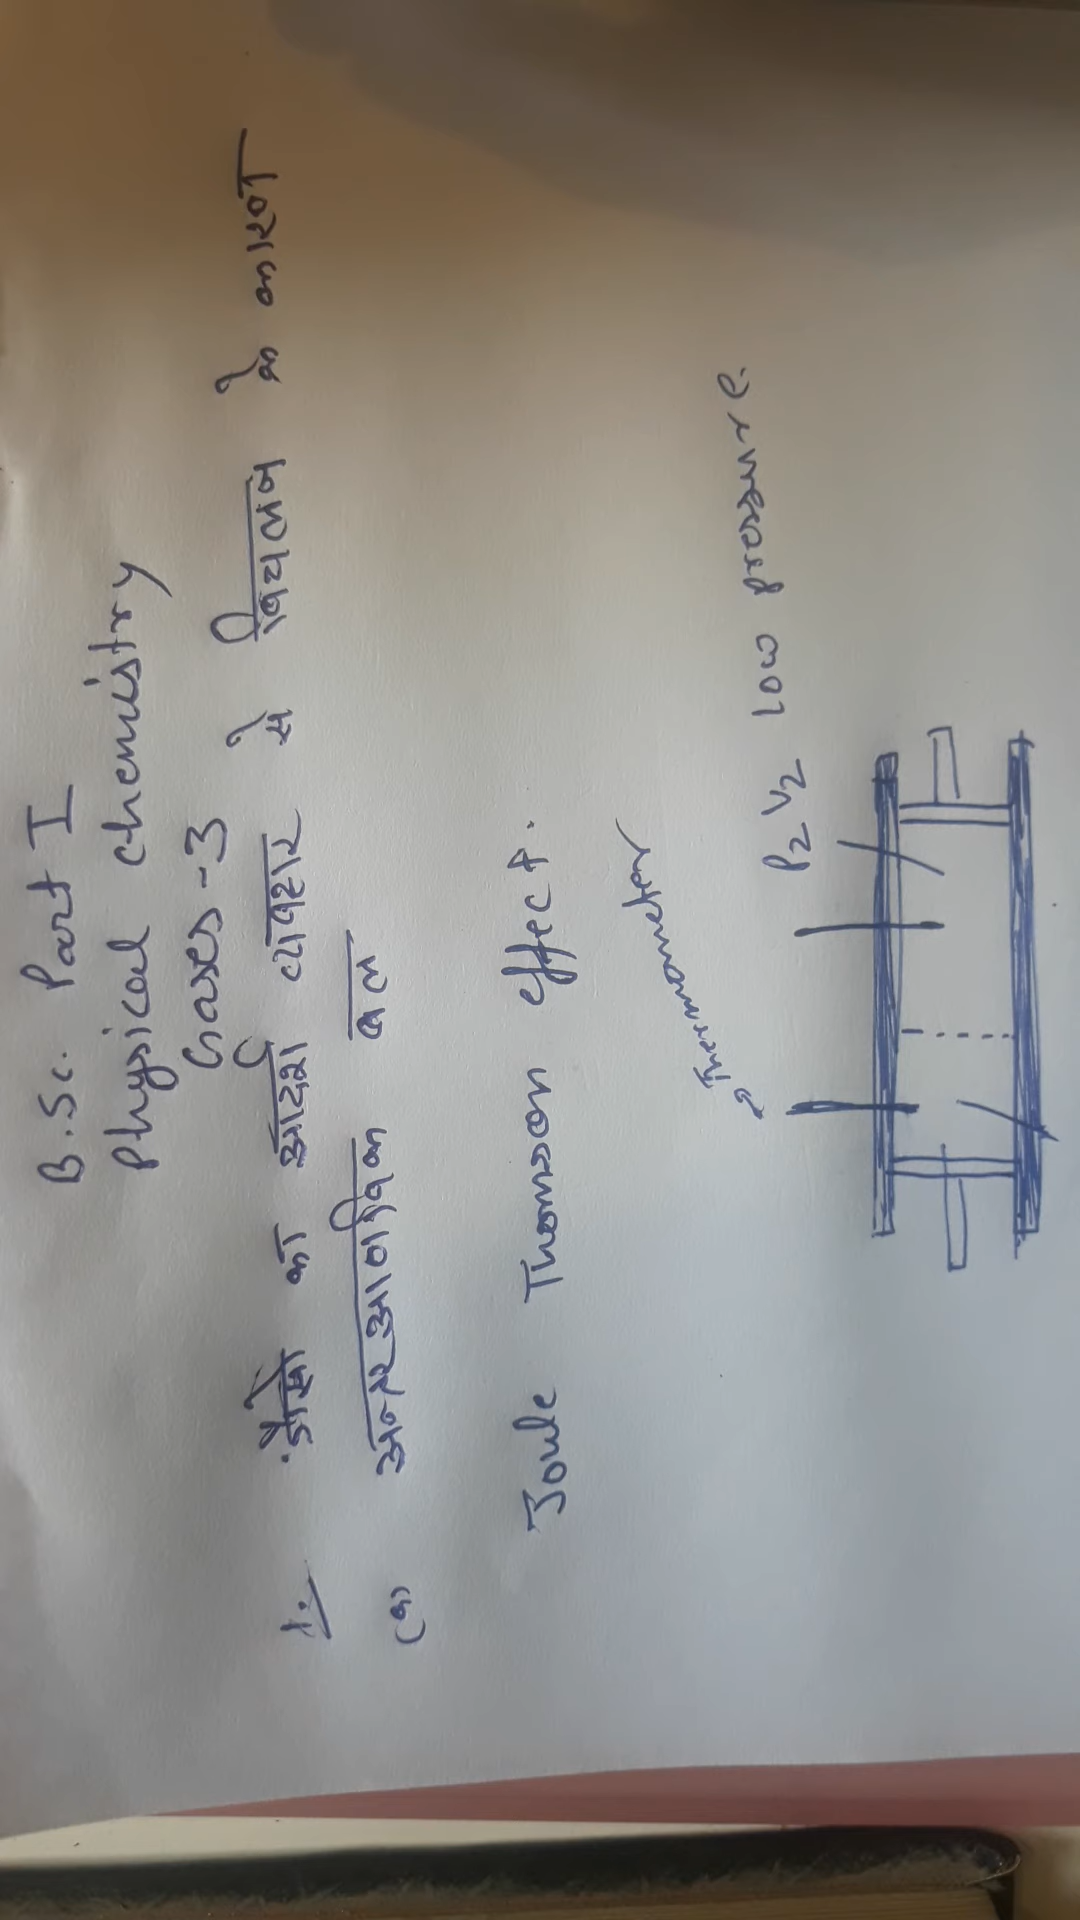 B.Sc. Part I
Physical chemistry
Gases-3
1. गैसों का आदर्श व्यवहार से विचलन के कारण
(a) अन्तर आणविक बल
Joule Thomson effect.
2 Thermometer
P2 V2 low pressure.